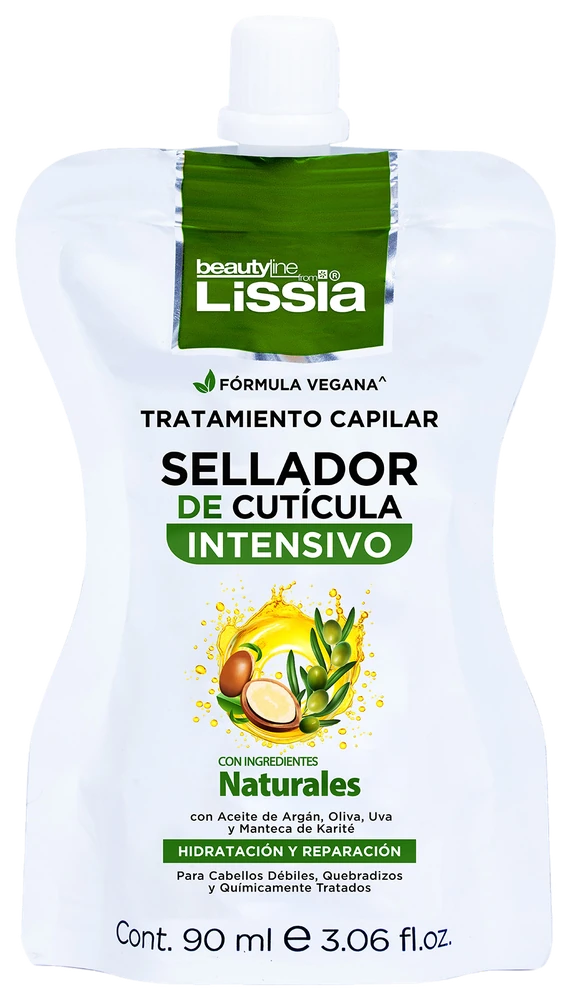 beautyline
from ®
Lissia
FÓRMULA VEGANA^
TRATAMIENTO CAPILAR
SELLADOR
DE CUTÍCULA
INTENSIVO
CON INGREDIENTES
Naturales
con Aceite de Argán, Oliva, Uva
y Manteca de Karité
HIDRATACIÓN Y REPARACIÓN
Para Cabellos Débiles, Quebradizos
y Químicamente Tratados
Cont. 90 ml e 3.06 fl.oz.